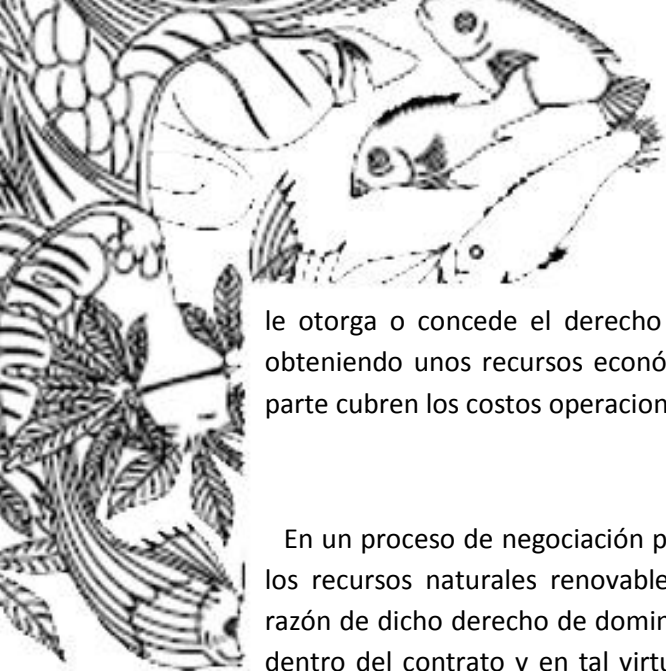 le otorga o concede el derecho
obteniendo unos recursos econó
parte cubren los costos operacion
En un proceso de negociación p
los recursos naturales renovable
razón de dicho derecho de domin
dentro del contrato y en tal virtu